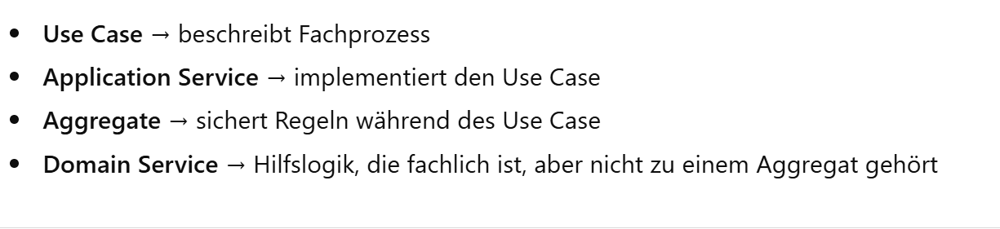 • Use Case → beschreibt Fachprozess
• Application Service → implementiert den Use Case
• Aggregate → sichert Regeln während des Use Case
• Domain Service → Hilfslogik, die fachlich ist, aber nicht zu einem Aggregat gehört